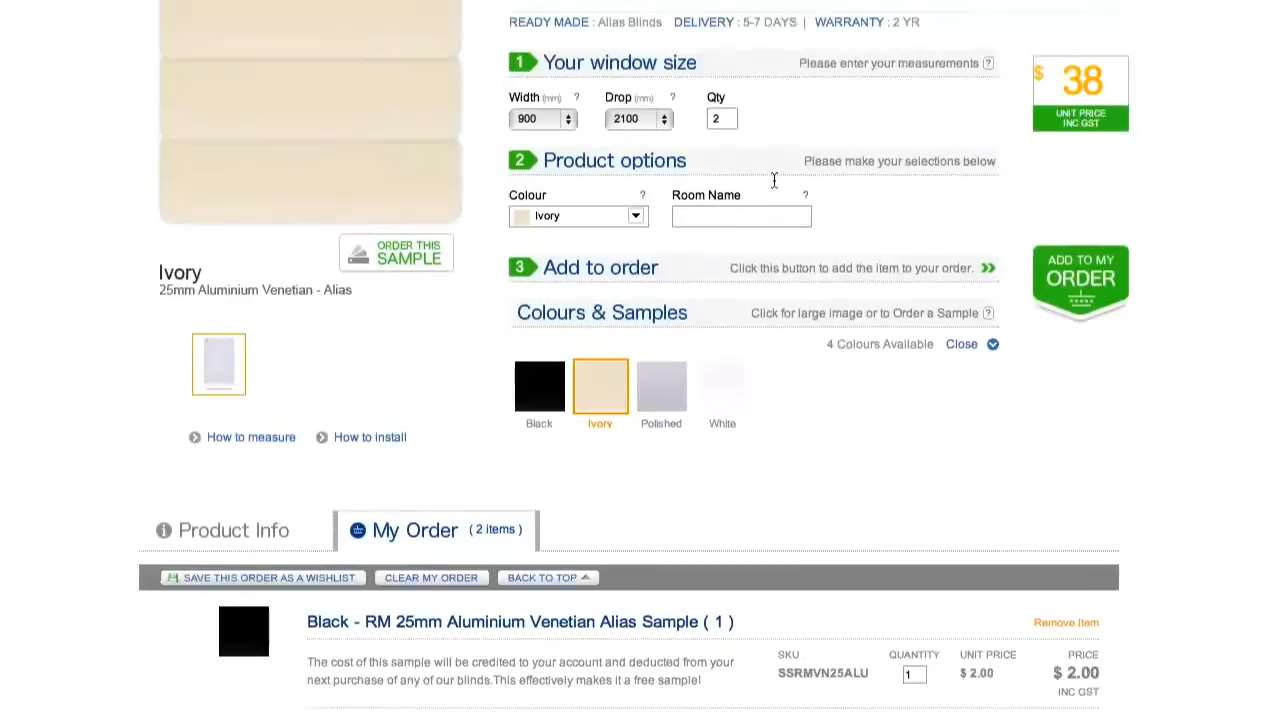 READY MADE : Alias Blinds DELIVERY : 5-7 DAYS | WARRANTY : 2 YR
1 Your window size Please enter your measurements ?
$ 38
UNIT PRICE
INC GST
Width (mm) ? Drop (mm) ? Qty
900 2100 2
2 Product options Please make your selections below
Colour ? Room Name ?
Ivory
ORDER THIS
SAMPLE
Ivory
25mm Aluminium Venetian - Alias
3 Add to order Click this button to add the item to your order.
ADD TO MY
ORDER
Colours & Samples Click for large image or to Order a Sample ?
4 Colours Available Close
Black Ivory Polished White
How to measure How to install
Product Info My Order ( 2 items )
SAVE THIS ORDER AS A WISHLIST CLEAR MY ORDER BACK TO TOP
Black - RM 25mm Aluminium Venetian Alias Sample ( 1 ) Remove Item
The cost of this sample will be credited to your account and deducted from your
next purchase of any of our blinds.This effectively makes it a free sample!
SKU QUANTITY UNIT PRICE PRICE
SSRMVN25ALU 1 $ 2.00 $ 2.00
INC GST